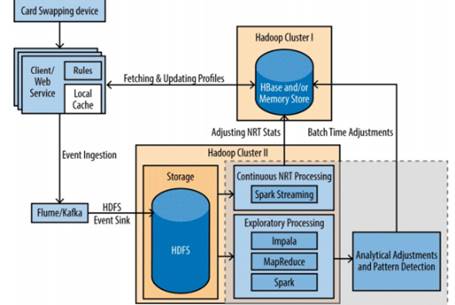 Card Swapping device
Client/
Web
Service
Rules
Local
Cache
Fetching & Updating Profiles
Hadoop Cluster I
HBase and/or
Memory Store
Adjusting NRT Stats
Batch Time Adjustments
Event Ingestion
Flume/Kafka
HDFS
Event Sink
Hadoop Cluster II
Storage
HDFS
Continuous NRT Processing
Spark Streaming
Exploratory Processing
Impala
MapReduce
Spark
Analytical Adjustments
and Pattern Detection